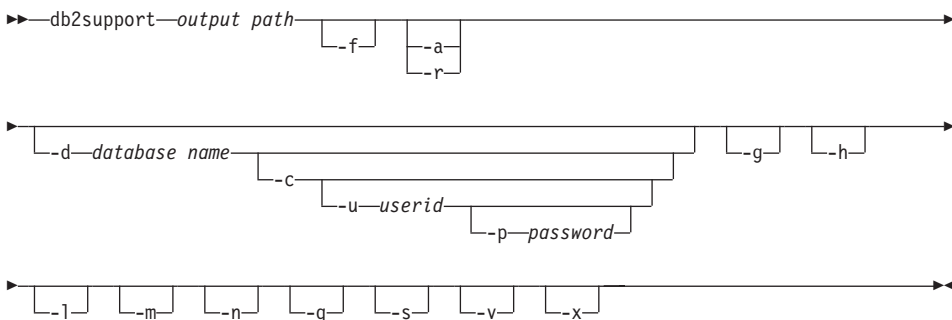 db2support output path
-f -a
-r
-d database name -g -h
-c
-u userid
-p password
-l -m -n -q -s -v -x